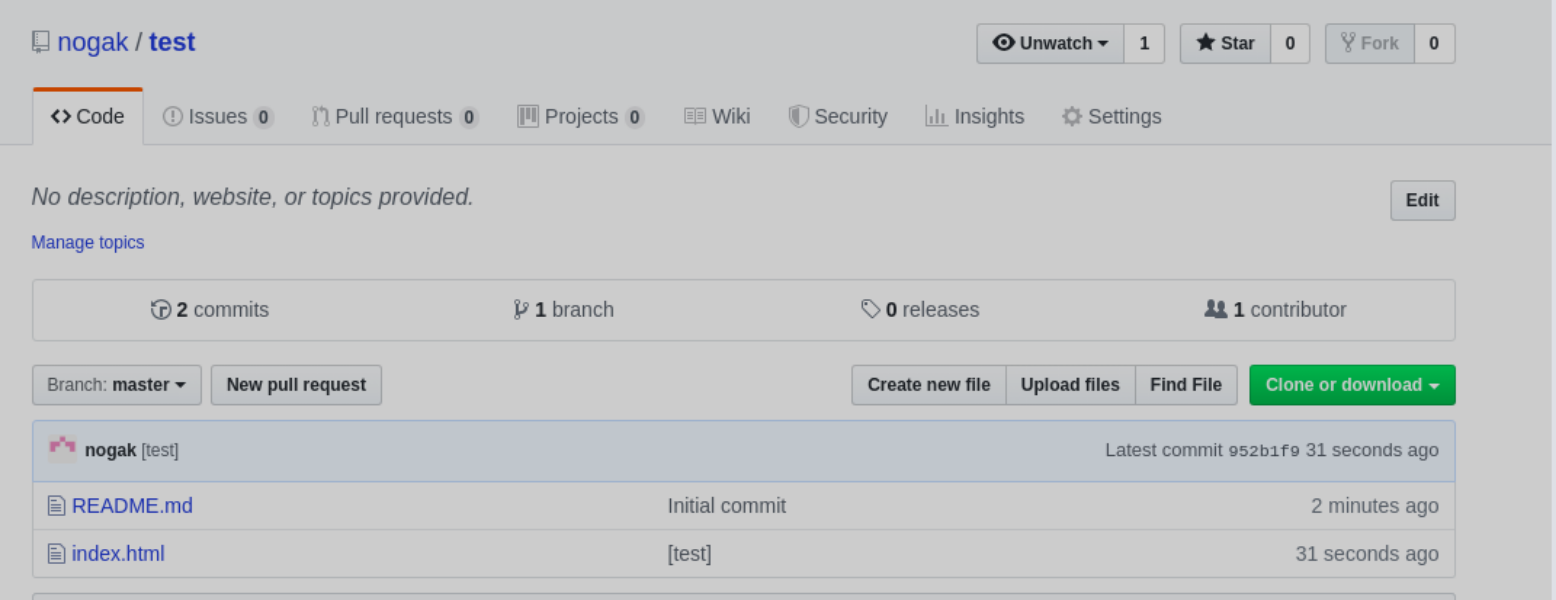 nogak / test Unwatch 1 Star 0 Fork 0
Code Issues 0 Pull requests 0 Projects 0 Wiki Security Insights Settings
No description, website, or topics provided. Edit
Manage topics
2 commits 1 branch 0 releases 1 contributor
Branch: master New pull request Create new file Upload files Find File Clone or download
nogak [test] Latest commit 952b1f9 31 seconds ago
README.md Initial commit 2 minutes ago
index.html [test] 31 seconds ago